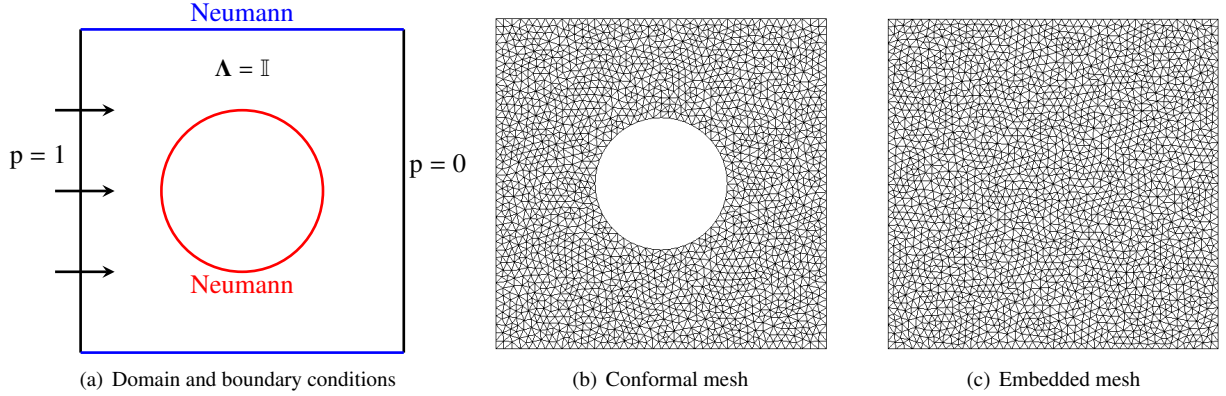 Neumann
Λ = 𝕀
p = 1
p = 0
Neumann
(a) Domain and boundary conditions
(b) Conformal mesh
(c) Embedded mesh